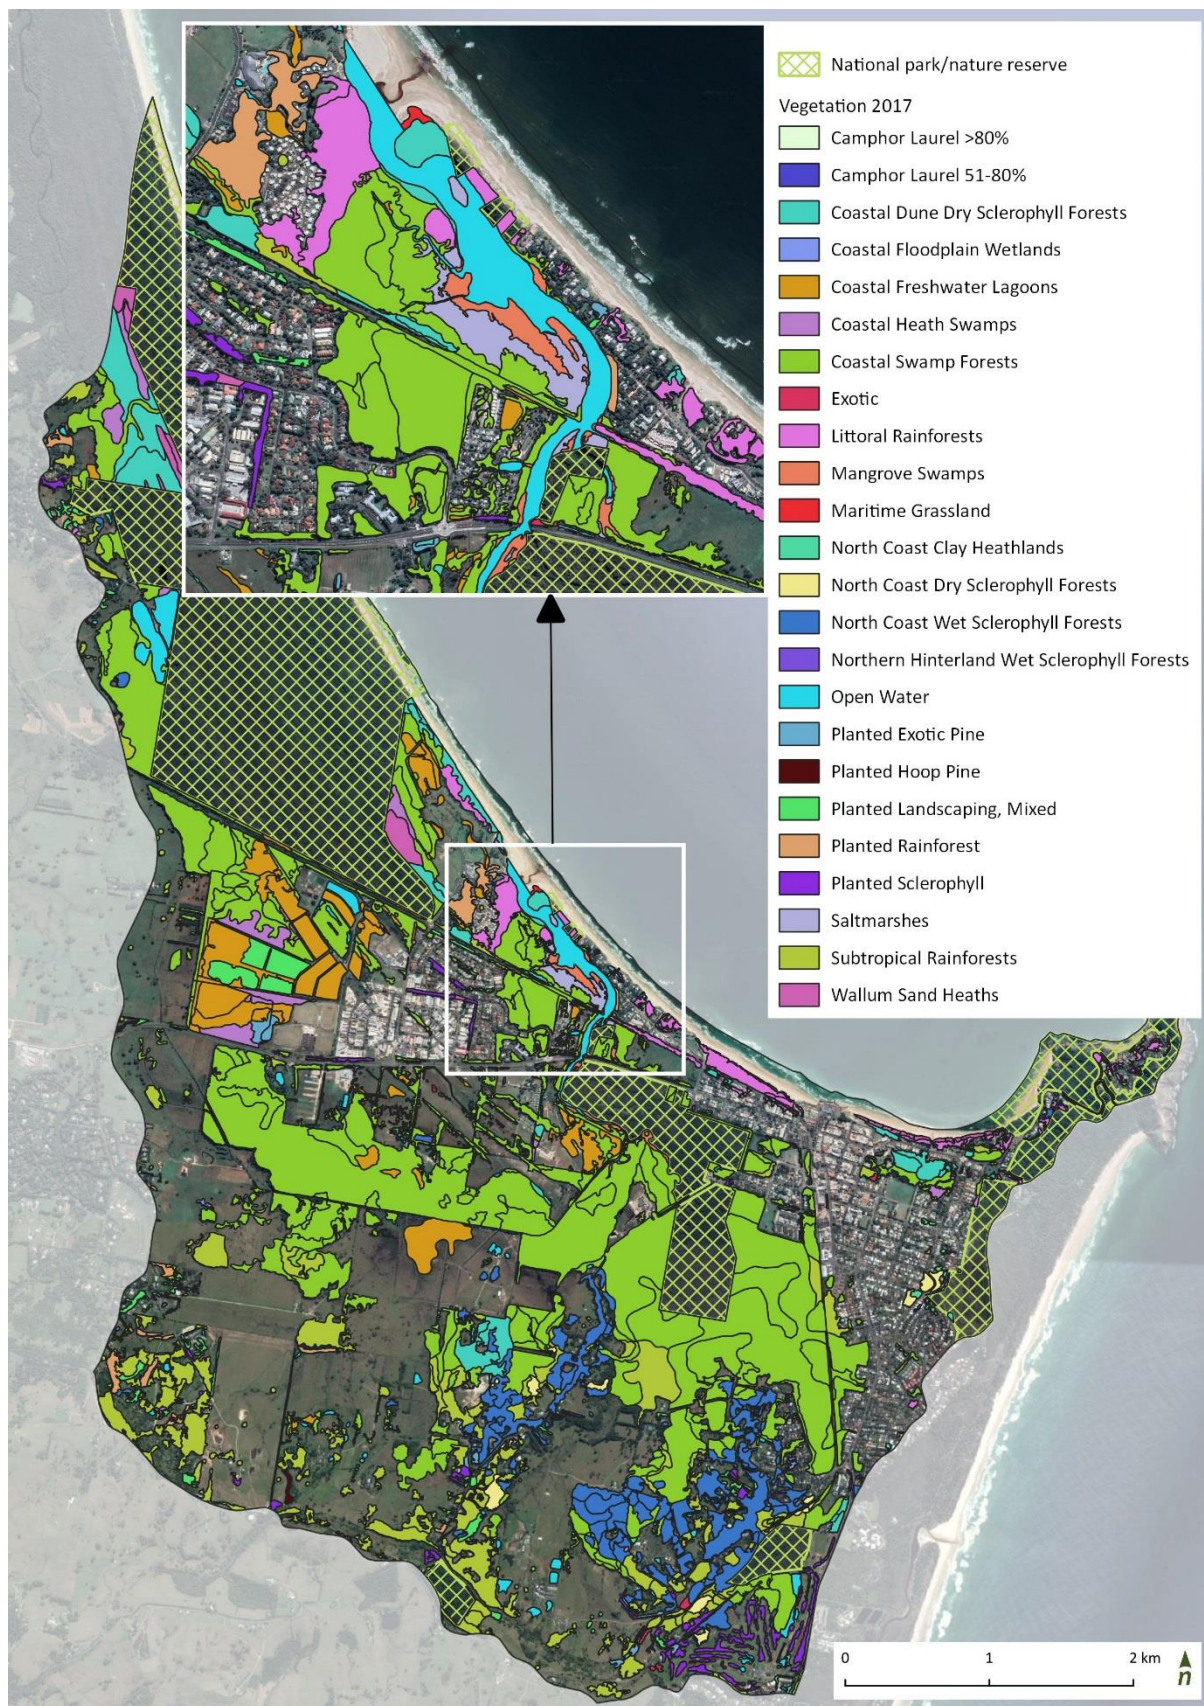 National park/nature reserve
Vegetation 2017
Camphor Laurel >80%
Camphor Laurel 51-80%
Coastal Dune Dry Sclerophyll Forests
Coastal Floodplain Wetlands
Coastal Freshwater Lagoons
Coastal Heath Swamps
Coastal Swamp Forests
Exotic
Littoral Rainforests
Mangrove Swamps
Maritime Grassland
North Coast Clay Heathlands
North Coast Dry Sclerophyll Forests
North Coast Wet Sclerophyll Forests
Northern Hinterland Wet Sclerophyll Forests
Open Water
Planted Exotic Pine
Planted Hoop Pine
Planted Landscaping, Mixed
Planted Rainforest
Planted Sclerophyll
Saltmarshes
Subtropical Rainforests
Wallum Sand Heaths
0 1 2 km
n